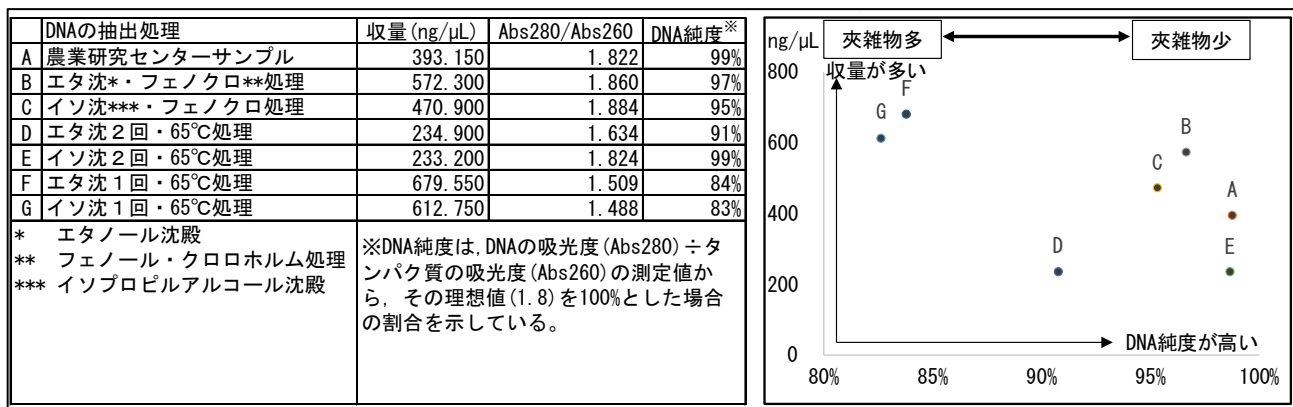 DNAの抽出処理 収量(ng/μL) Abs280/Abs260 DNA純度※
A 農業研究センターサンプル 393.150 1.822 99%
B エタ沈*・フェノクロ**処理 572.300 1.860 97%
C イソ沈***・フェノクロ処理 470.900 1.884 95%
D エタ沈2回・65℃処理 234.900 1.634 91%
E イソ沈2回・65℃処理 233.200 1.824 99%
F エタ沈1回・65℃処理 679.550 1.509 84%
G イソ沈1回・65℃処理 612.750 1.488 83%
* エタノール沈殿
** フェノール・クロロホルム処理
*** イソプロピルアルコール沈殿
※DNA純度は,DNAの吸光度(Abs280)÷タ
ンパク質の吸光度(Abs260)の測定値か
ら, その理想値(1.8)を100%とした場合
の割合を示している。
ng/μL 夾雑物多 夾雑物少
800 収量が多い
F
G
600 B
C
A
400
D E
200
DNA純度が高い
0
80% 85% 90% 95% 100%